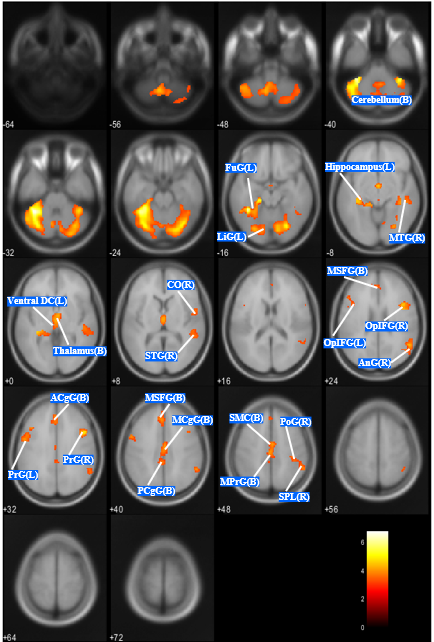 -64
-56
-48
Cerebellum(B)
-40
-32
-24
FuG(L)
LiG(L)
-16
Hippocampus(L)
MTG(R)
-8
Ventral DC(L)
Thalamus(B)
+0
CO(R)
STG(R)
+8
+16
MSFG(B)
OpIFG(R)
OpIFG(L)
AnG(R)
+24
ACgG(B)
PrG(L)
PrG(R)
+32
MSFG(B)
MCgG(B)
PCgG(B)
+40
SMC(B)
PoG(R)
MPrG(B)
SPL(R)
+48
+56
+64
+72
6
4
2
0